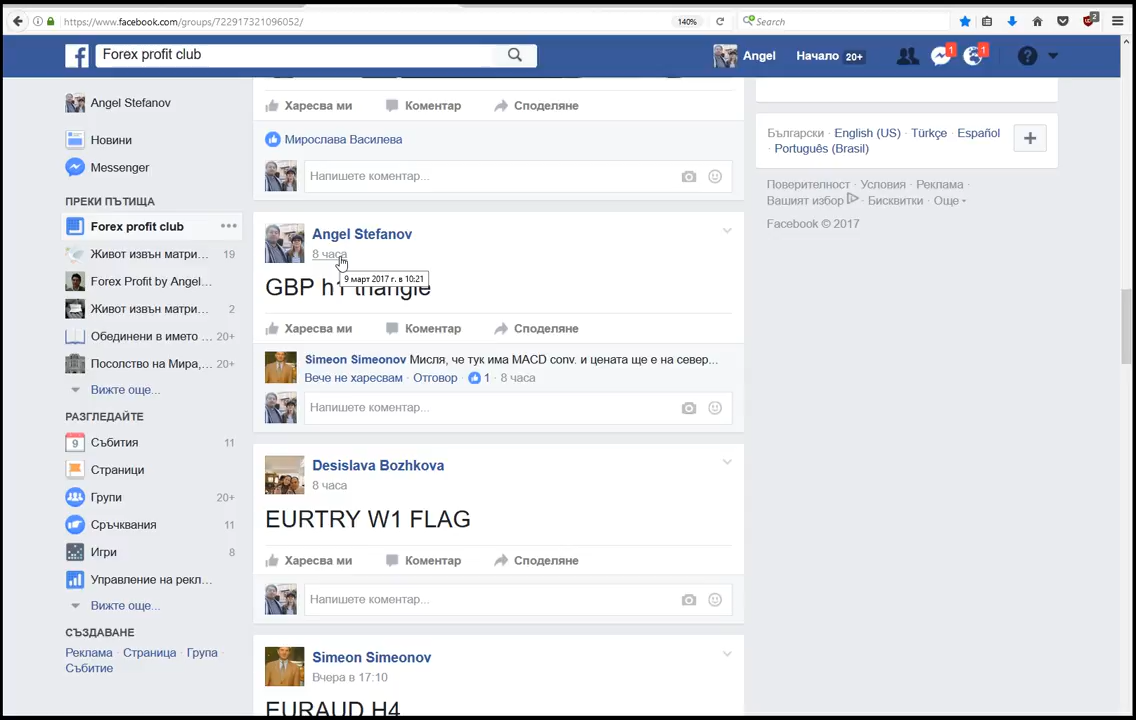 https://www.facebook.com/groups/722917321096052/
140%
Search
2
Forex profit club
Angel
Начало 20+
1
1
Angel Stefanov
Новини
Messenger
ПРЕКИ ПЪТИЩА
Forex profit club
Живот извън матри... 19
Forex Profit by Angel...
Живот извън матри... 2
Обединени в името ... 20+
Посолство на Мира,... 20+
Вижте още...
РАЗГЛЕДАЙТЕ
9 Събития 11
Страници
Групи 20+
Сръчквания 11
Игри 8
Управление на рекл...
Вижте още...
СЪЗДАВАНЕ
Реклама · Страница · Група ·
Събитие
Харесва ми Коментар Споделяне
Мирослава Василева
Напишете коментар...
Angel Stefanov
8 часа
9 март 2017 г. в 10:21
GBP h1 triangle
Харесва ми Коментар Споделяне
Simeon Simeonov Мисля, че тук има MACD conv. и цената ще е на север...
Вече не харесвам · Отговор · 1 · 8 часа
Напишете коментар...
Desislava Bozhkova
8 часа
EURTRY W1 FLAG
Харесва ми Коментар Споделяне
Напишете коментар...
Simeon Simeonov
Вчера в 17:10
EURAUD H4
Български · English (US) · Türkçe · Español
· Português (Brasil)
Поверителност · Условия · Реклама ·
Вашият избор · Бисквитки · Още
Facebook © 2017